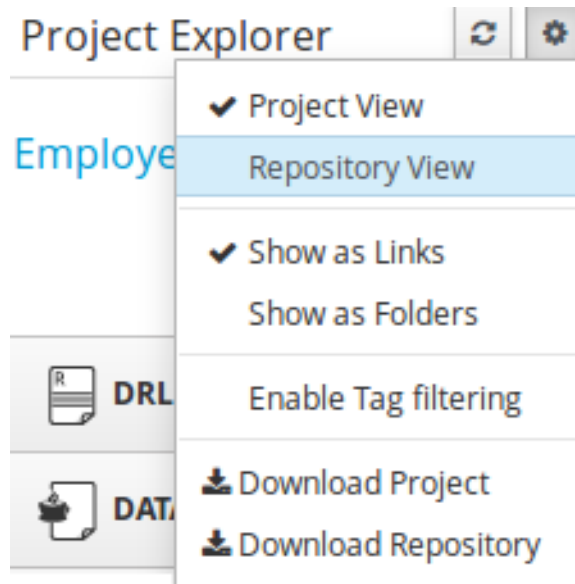 Project Explorer
Project View
Employe
Repository View
Show as Links
Show as Folders
R
DRL
Enable Tag filtering
Download Project
DATA
Download Repository